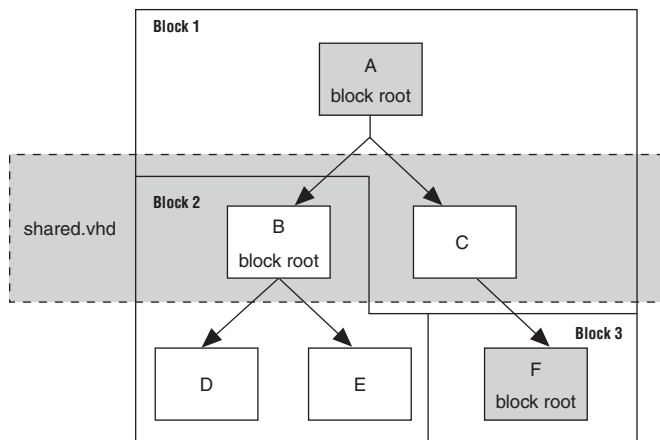 Block 1
A
block root
shared.vhd
Block 2
B
block root
C
Block 3
D
E
F
block root